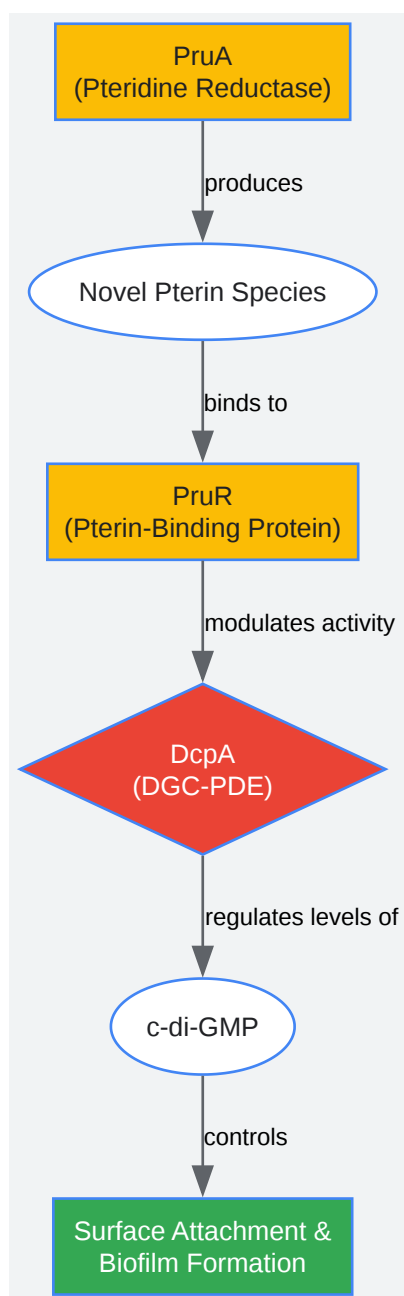 PruA
(Pteridine Reductase)
produces
Novel Pterin Species
binds to
PruR
(Pterin-Binding Protein)
modulates activity
DcpA
(DGC-PDE)
regulates levels of
c-di-GMP
controls
Surface Attachment &
Biofilm Formation